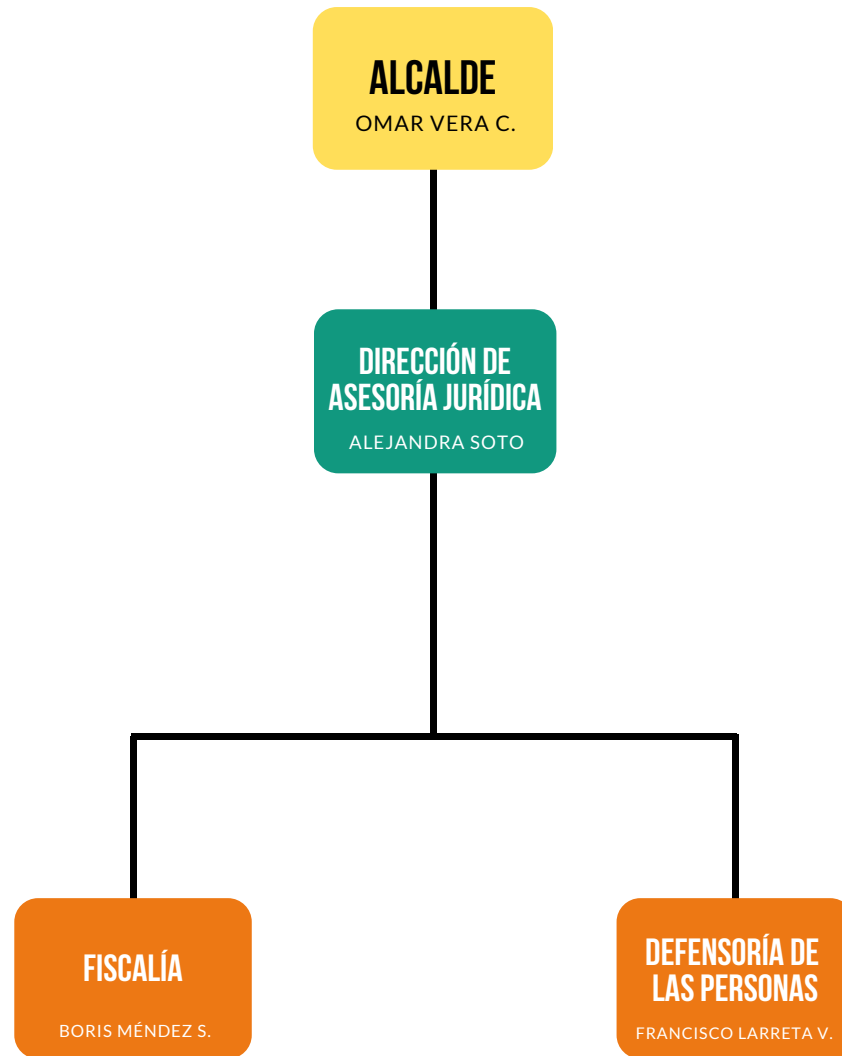 ALCALDE
OMAR VERA C.
DIRECCIÓN DE
ASESORÍA JURÍDICA
ALEJANDRA SOTO
FISCALÍA
BORIS MÉNDEZ S.
DEFENSORÍA DE
LAS PERSONAS
FRANCISCO LARRETA V.